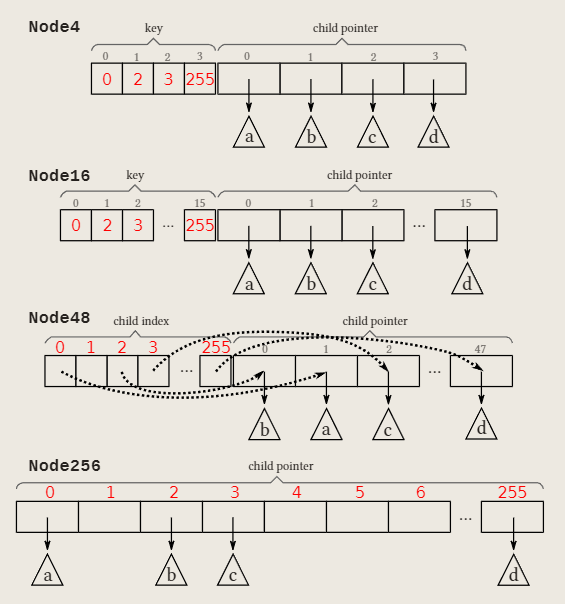 Node4
key child pointer
0 1 2 3 0 1 2 3
0 2 3 255
a b c d
Node16
key child pointer
0 1 2 15 0 1 2 15
0 2 3 ... 255 ...
a b c d
Node48
child index child pointer
0 1 2 3 255 0 1 2 47
... ...
b a c d
Node256
child pointer
0 1 2 3 4 5 6 255
...
a b c d